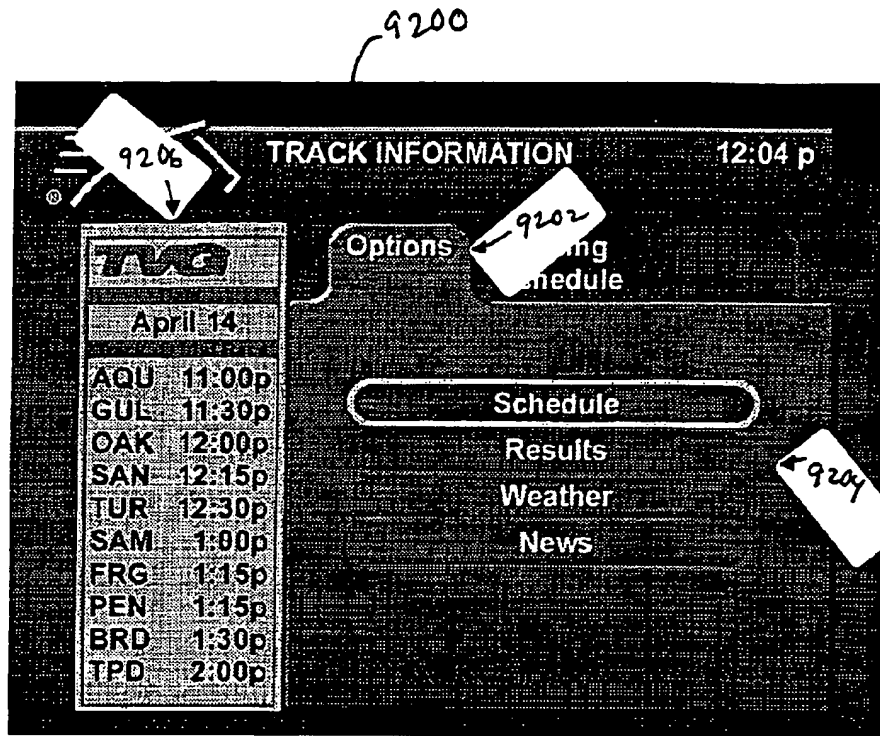 9200
9206
®
TRACK INFORMATION 12:04 p
TVG
April 14
AQU 11:00p
GUL 11:30p
OAK 12:00p
SAN 12:15p
TUR 12:30p
SAM 1:00p
FRG 1:15p
PEN 1:15p
BRD 1:30p
TPD 2:00p
Options
9202
Schedule
Results
Weather
News
9204